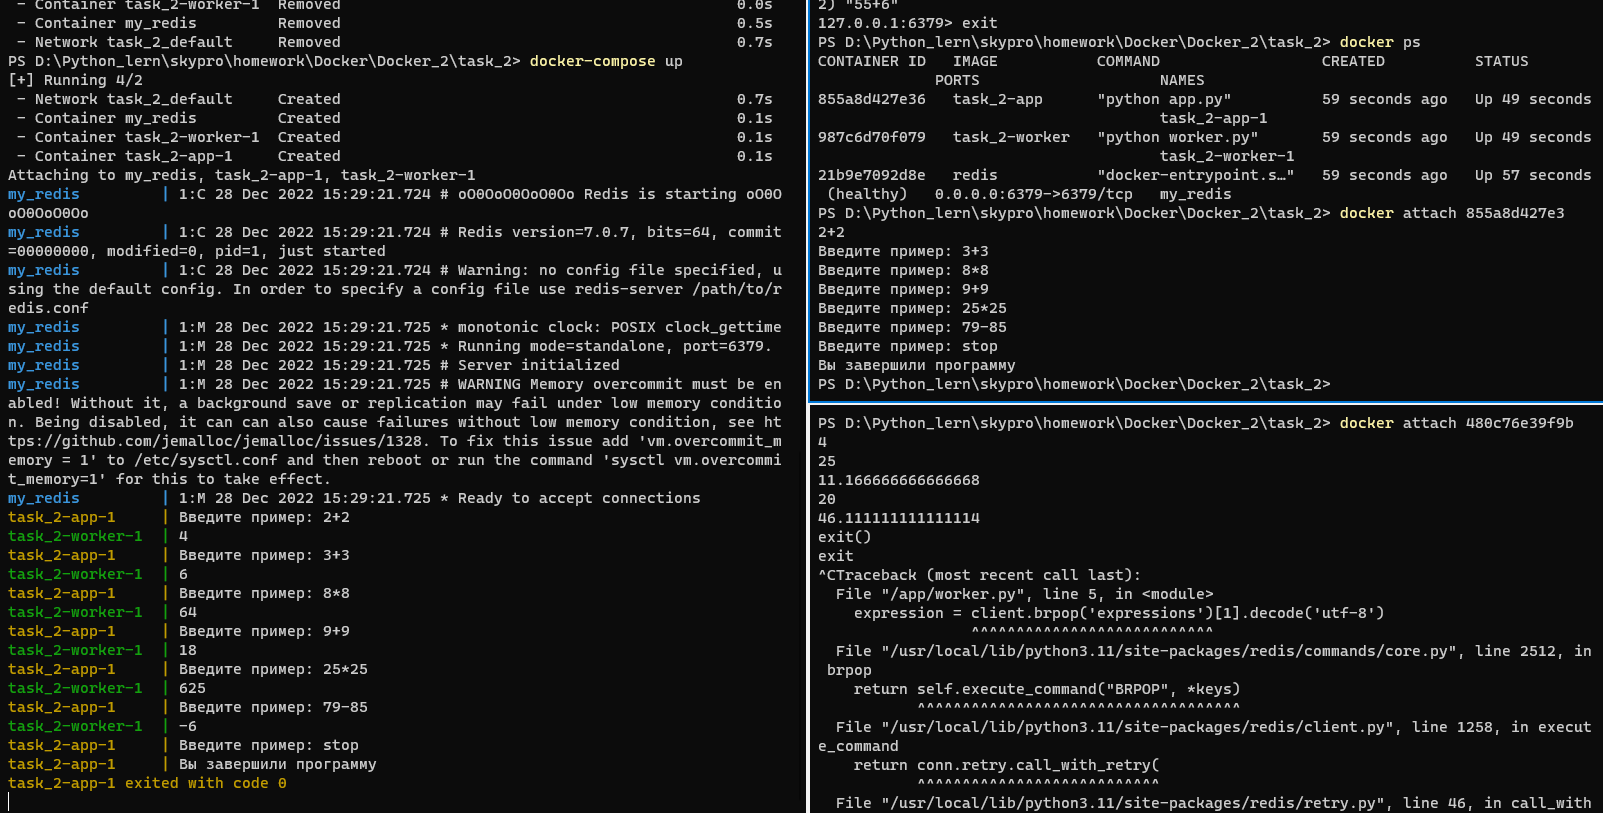 - Container task_2-worker-1  Removed                                            0.0s
 - Container my_redis         Removed                                            0.5s
 - Network task_2_default     Removed                                            0.7s
PS D:\Python_lern\skypro\homework\Docker\Docker_2\task_2> docker-compose up
[+] Running 4/2
 - Network task_2_default     Created                                            0.7s
 - Container my_redis         Created                                            0.1s
 - Container task_2-worker-1  Created                                            0.1s
 - Container task_2-app-1     Created                                            0.1s
Attaching to my_redis, task_2-app-1, task_2-worker-1
my_redis         | 1:C 28 Dec 2022 15:29:21.724 # oO0OoO0OoO0Oo Redis is starting oO0O
oO0OoO0Oo
my_redis         | 1:C 28 Dec 2022 15:29:21.724 # Redis version=7.0.7, bits=64, commit
=00000000, modified=0, pid=1, just started
my_redis         | 1:C 28 Dec 2022 15:29:21.724 # Warning: no config file specified, u
sing the default config. In order to specify a config file use redis-server /path/to/r
edis.conf
my_redis         | 1:M 28 Dec 2022 15:29:21.725 * monotonic clock: POSIX clock_gettime
my_redis         | 1:M 28 Dec 2022 15:29:21.725 * Running mode=standalone, port=6379.
my_redis         | 1:M 28 Dec 2022 15:29:21.725 # Server initialized
my_redis         | 1:M 28 Dec 2022 15:29:21.725 # WARNING Memory overcommit must be en
abled! Without it, a background save or replication may fail under low memory conditio
n. Being disabled, it can can also cause failures without low memory condition, see ht
tps://github.com/jemalloc/jemalloc/issues/1328. To fix this issue add 'vm.overcommit_m
emory = 1' to /etc/sysctl.conf and then reboot or run the command 'sysctl vm.overcommi
t_memory=1' for this to take effect.
my_redis         | 1:M 28 Dec 2022 15:29:21.725 * Ready to accept connections
task_2-app-1     | Введите пример: 2+2
task_2-worker-1  | 4
task_2-app-1     | Введите пример: 3+3
task_2-worker-1  | 6
task_2-app-1     | Введите пример: 8*8
task_2-worker-1  | 64
task_2-app-1     | Введите пример: 9+9
task_2-worker-1  | 18
task_2-app-1     | Введите пример: 25*25
task_2-worker-1  | 625
task_2-app-1     | Введите пример: 79-85
task_2-worker-1  | -6
task_2-app-1     | Введите пример: stop
task_2-app-1     | Вы завершили программу
task_2-app-1 exited with code 0
2) "55+6"
127.0.0.1:6379> exit
PS D:\Python_lern\skypro\homework\Docker\Docker_2\task_2> docker ps
CONTAINER ID   IMAGE           COMMAND                  CREATED          STATUS
             PORTS                    NAMES
855a8d427e36   task_2-app      "python app.py"          59 seconds ago   Up 49 seconds
                                      task_2-app-1
987c6d70f079   task_2-worker   "python worker.py"       59 seconds ago   Up 49 seconds
                                      task_2-worker-1
21b9e7092d8e   redis           "docker-entrypoint.s…"   59 seconds ago   Up 57 seconds
 (healthy)   0.0.0.0:6379->6379/tcp   my_redis
PS D:\Python_lern\skypro\homework\Docker\Docker_2\task_2> docker attach 855a8d427e3
2+2
Введите пример: 3+3
Введите пример: 8*8
Введите пример: 9+9
Введите пример: 25*25
Введите пример: 79-85
Введите пример: stop
Вы завершили программу
PS D:\Python_lern\skypro\homework\Docker\Docker_2\task_2>
PS D:\Python_lern\skypro\homework\Docker\Docker_2\task_2> docker attach 480c76e39f9b
4
25
11.166666666666668
20
46.111111111111114
exit()
exit
^CTraceback (most recent call last):
  File "/app/worker.py", line 5, in <module>
    expression = client.brpop('expressions')[1].decode('utf-8')
                 ^^^^^^^^^^^^^^^^^^^^^^^^^^^
  File "/usr/local/lib/python3.11/site-packages/redis/commands/core.py", line 2512, in
 brpop
    return self.execute_command("BRPOP", *keys)
           ^^^^^^^^^^^^^^^^^^^^^^^^^^^^^^^^^^^^
  File "/usr/local/lib/python3.11/site-packages/redis/client.py", line 1258, in execut
e_command
    return conn.retry.call_with_retry(
           ^^^^^^^^^^^^^^^^^^^^^^^^^^^
  File "/usr/local/lib/python3.11/site-packages/redis/retry.py", line 46, in call_with